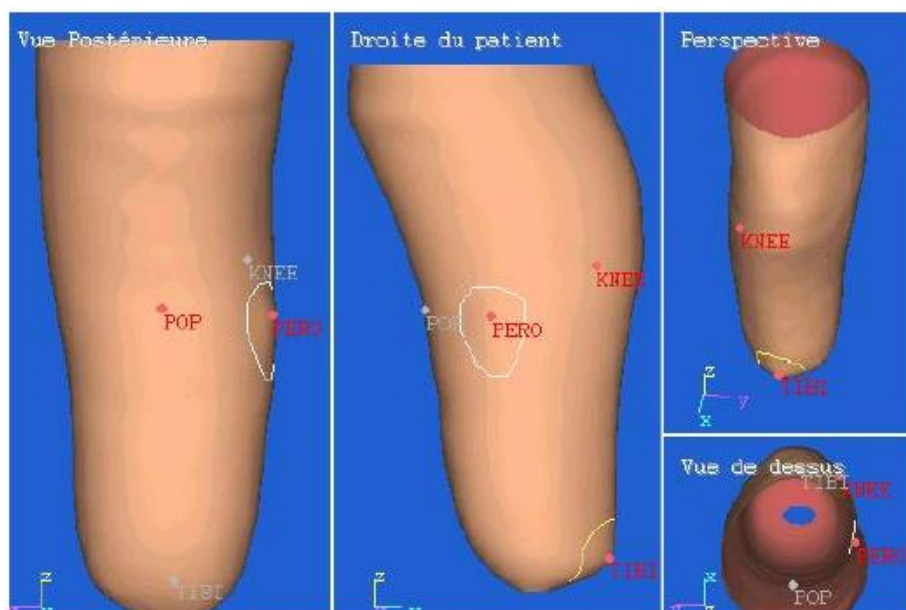 Vue Postérieure
KNEE
POP
PERO
TIBI
z
Droite du patient
KNEE
POP
PERO
TIBI
z
Perspective
KNEE
TIBI
z
y
x
Vue de dessus
TIBI
KNEE
PERO
POP
x